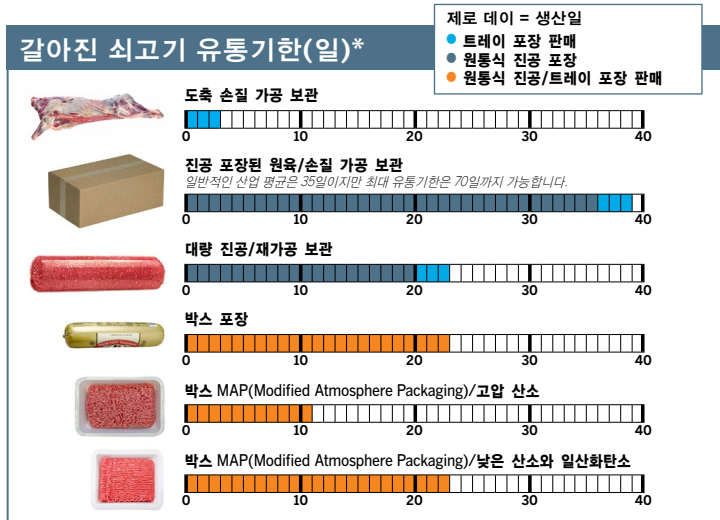 제로 데이 = 생산일
트레이 포장 판매
원통식 진공 포장
원통식 진공/트레이 포장 판매
갈아진 쇠고기 유통기한(일)*
도축 손질 가공 보관
0 10 20 30 40
진공 포장된 원육/손질 가공 보관
일반적인 산업 평균은 35일이지만 최대 유통기한은 70일까지 가능합니다.
0 10 20 30 40
대량 진공/재가공 보관
0 10 20 30 40
박스 포장
0 10 20 30 40
박스 MAP(Modified Atmosphere Packaging)/고압 산소
0 10 20 30 40
박스 MAP(Modified Atmosphere Packaging)/낮은 산소와 일산화탄소
0 10 20 30 40